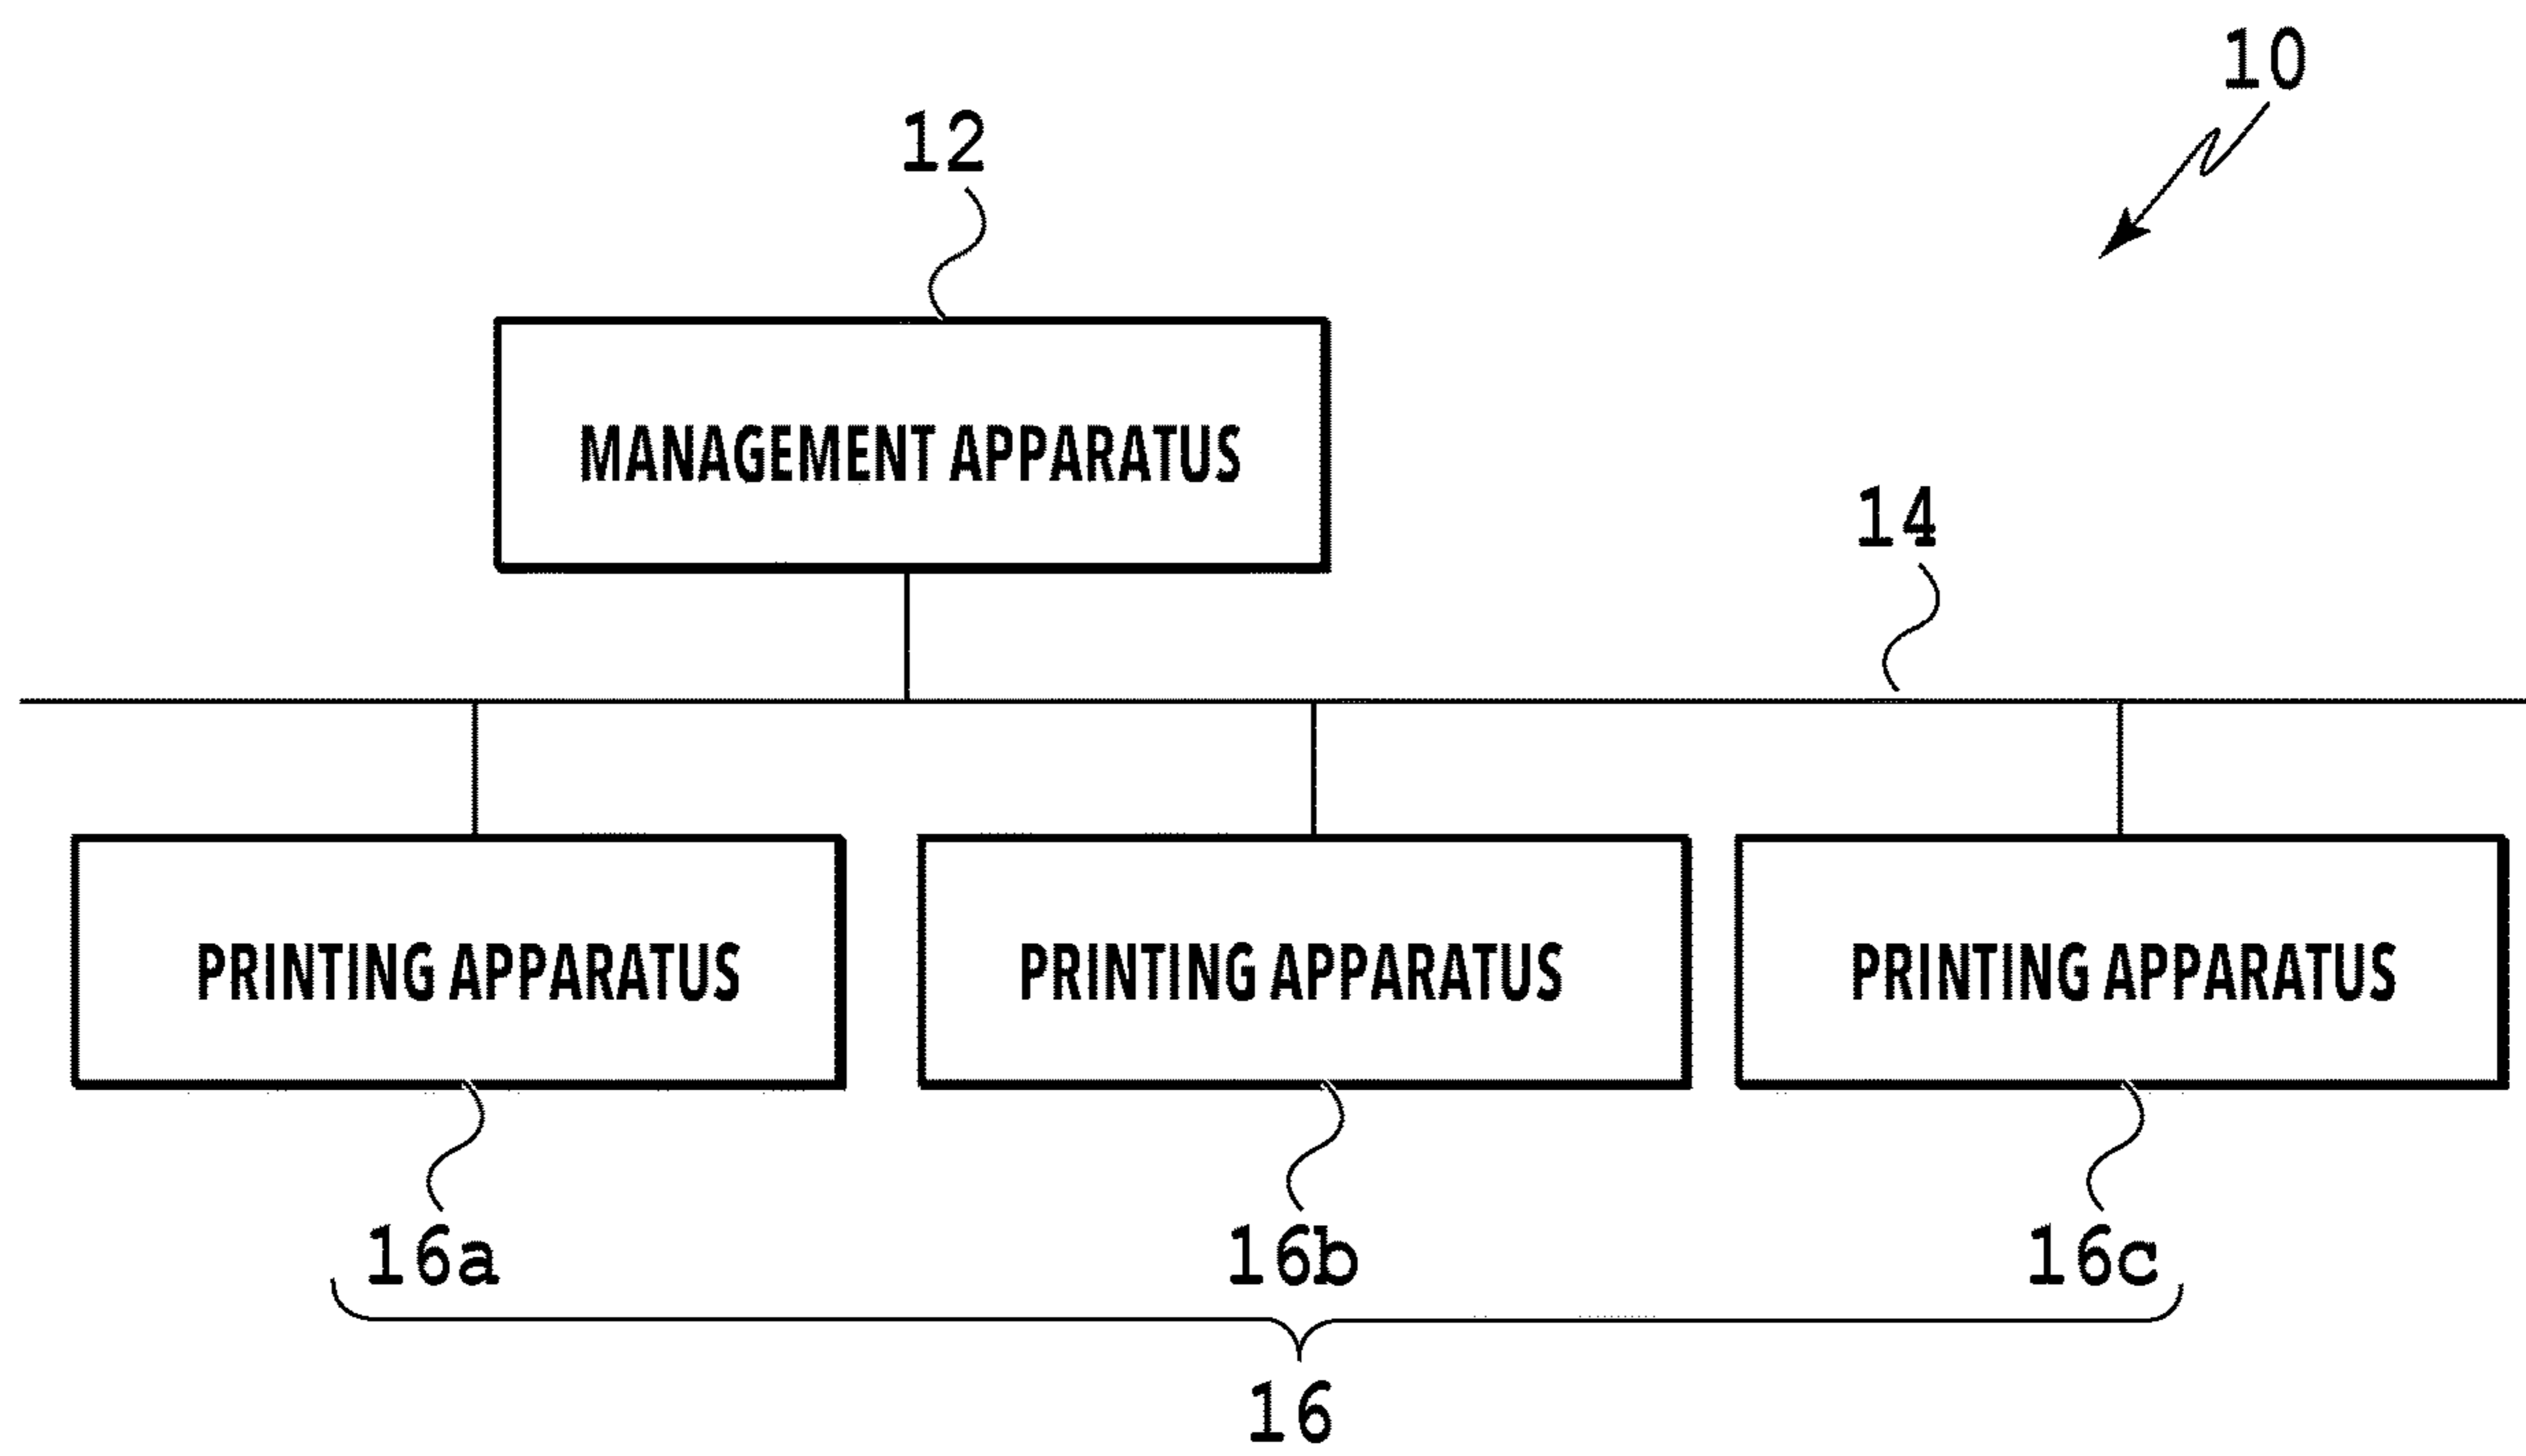 10
12
MANAGEMENT APPARATUS
14
PRINTING APPARATUS PRINTING APPARATUS PRINTING APPARATUS
16a 16b 16c
16